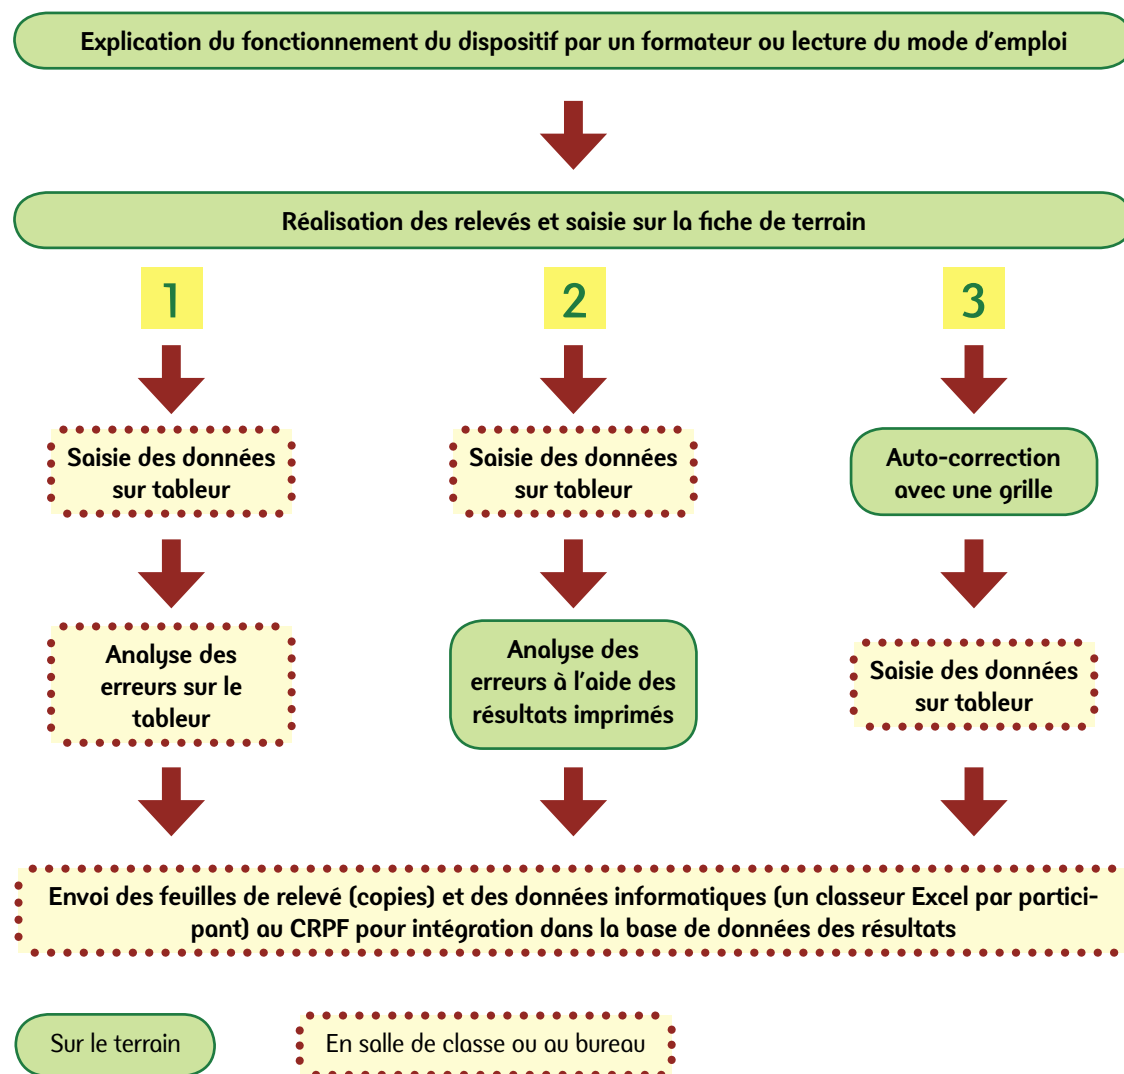 Explication du fonctionnement du dispositif par un formateur ou lecture du mode d'emploi
Réalisation des relevés et saisie sur la fiche de terrain
1
2
3
Saisie des données
sur tableur
Saisie des données
sur tableur
Auto-correction
avec une grille
Analyse des
erreurs sur le
tableur
Analyse des
erreurs à l'aide des
résultats imprimés
Saisie des données
sur tableur
Envoi des feuilles de relevé (copies) et des données informatiques (un classeur Excel par partici-
pant) au CRPF pour intégration dans la base de données des résultats
Sur le terrain
En salle de classe ou au bureau